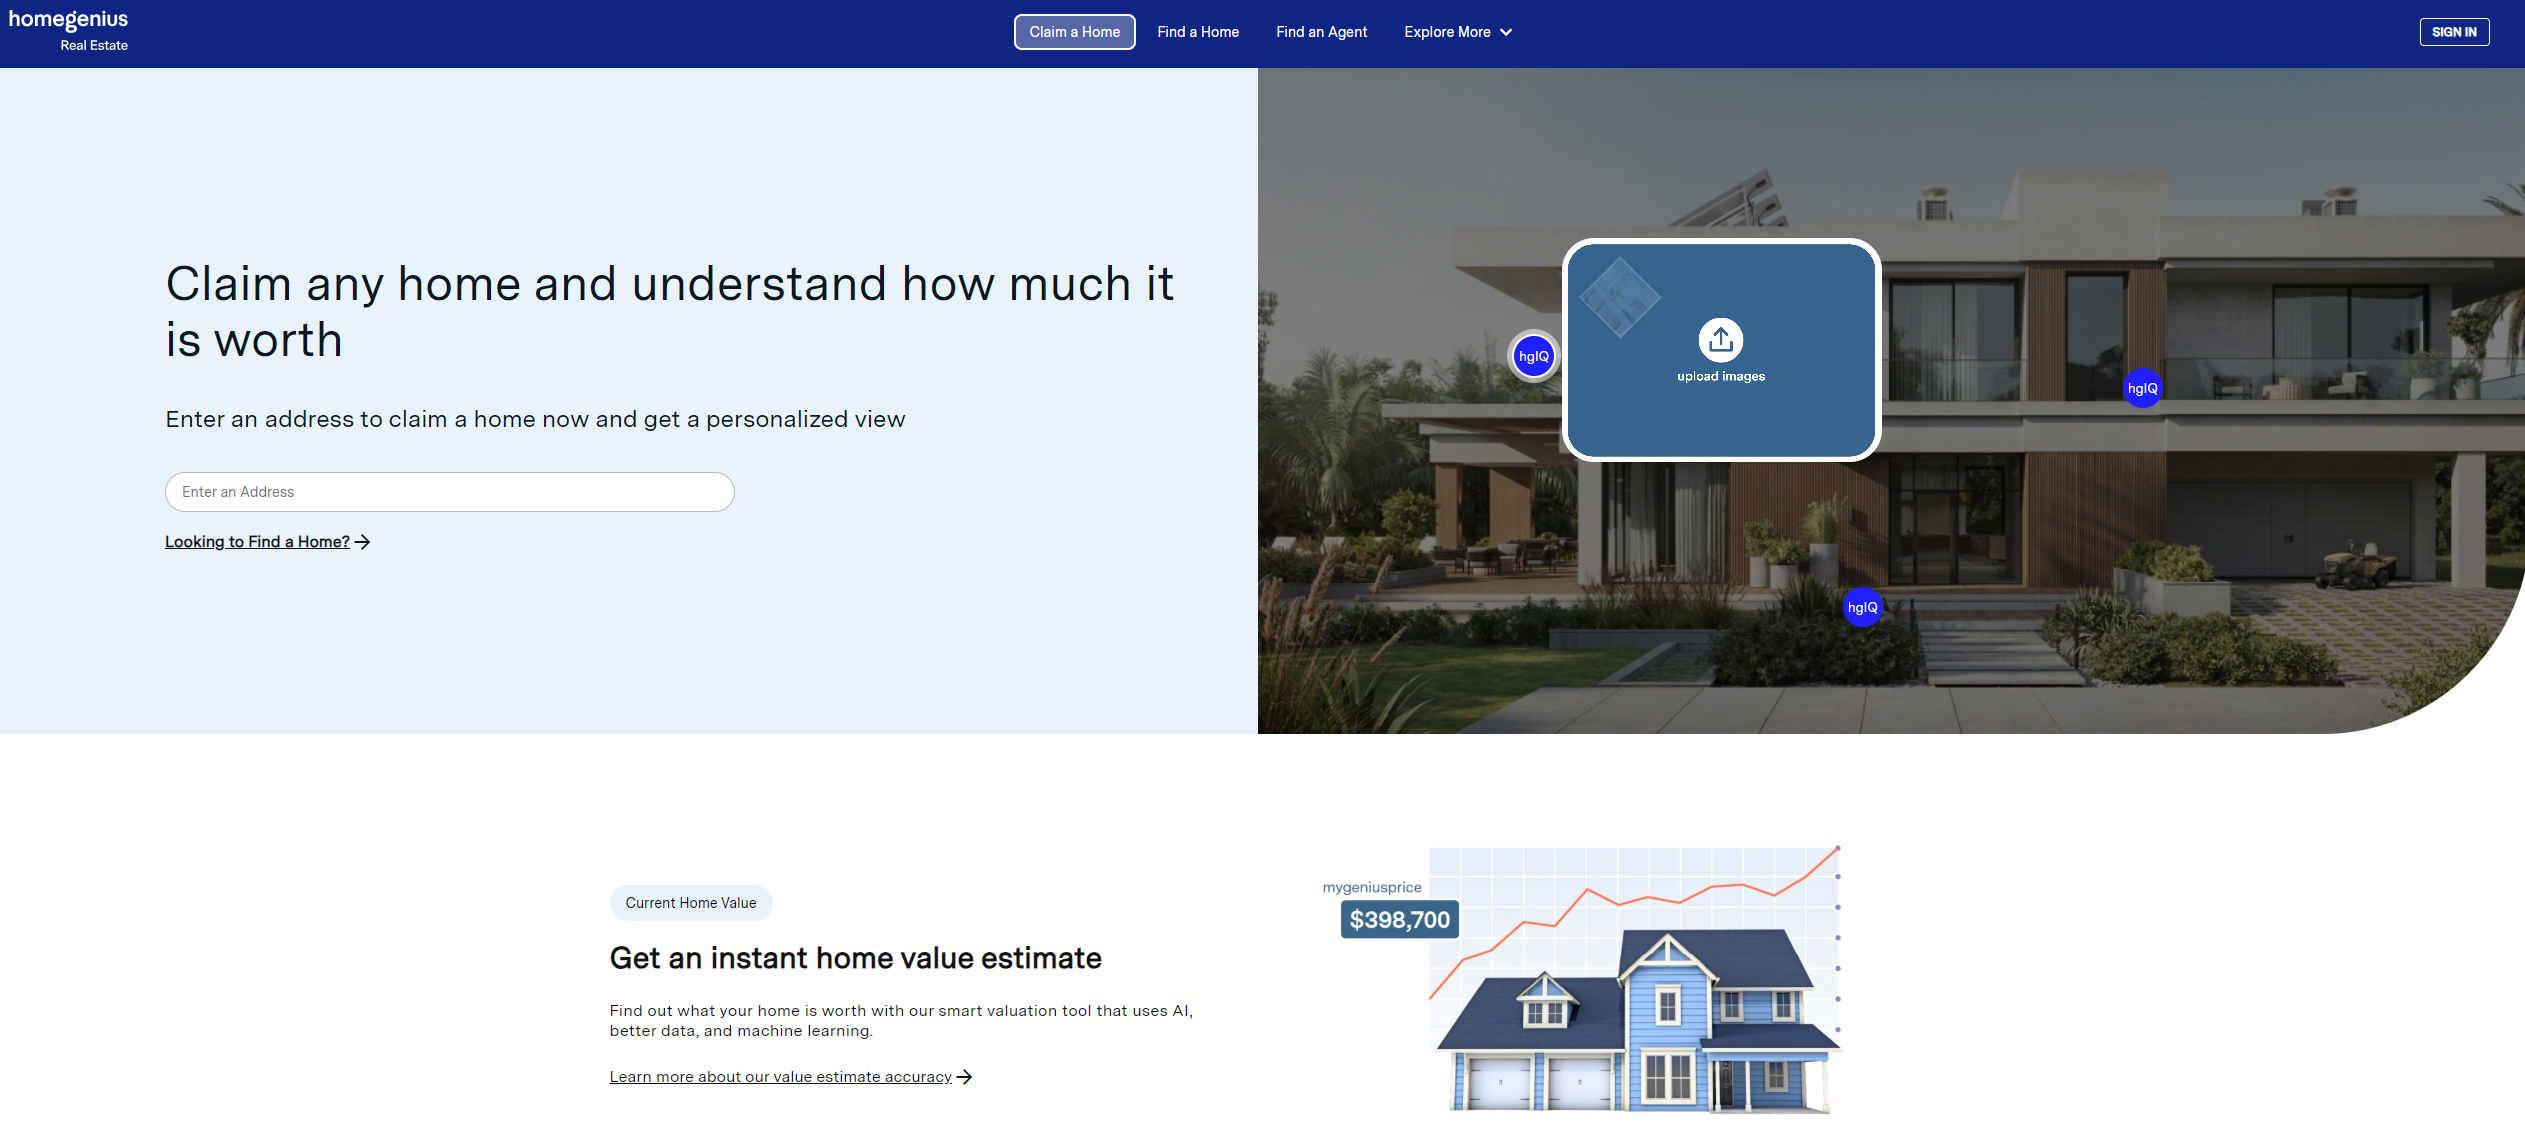 homegenius
Real Estate
Claim a Home
Find a Home
Find an Agent
Explore More
SIGN IN
Claim any home and understand how much it
is worth
Enter an address to claim a home now and get a personalized view
Enter an Address
Looking to Find a Home?
hgIQ
upload images
hgIQ
hgIQ
Current Home Value
Get an instant home value estimate
Find out what your home is worth with our smart valuation tool that uses AI,
better data, and machine learning.
Learn more about our value estimate accuracy
mygeniusprice
$398,700